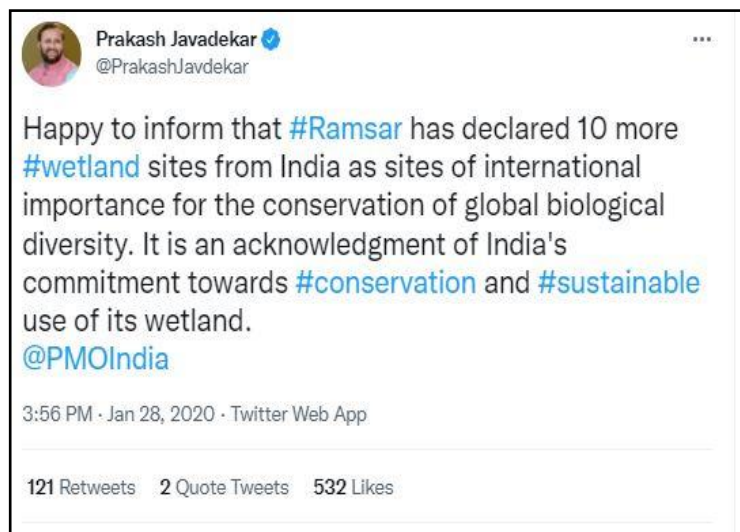 Prakash Javadekar
@PrakashJavdekar
Happy to inform that #Ramsar has declared 10 more
#wetland sites from India as sites of international
importance for the conservation of global biological
diversity. It is an acknowledgment of India's
commitment towards #conservation and #sustainable
use of its wetland.
@PMOIndia
3:56 PM · Jan 28, 2020 · Twitter Web App
121 Retweets 2 Quote Tweets 532 Likes